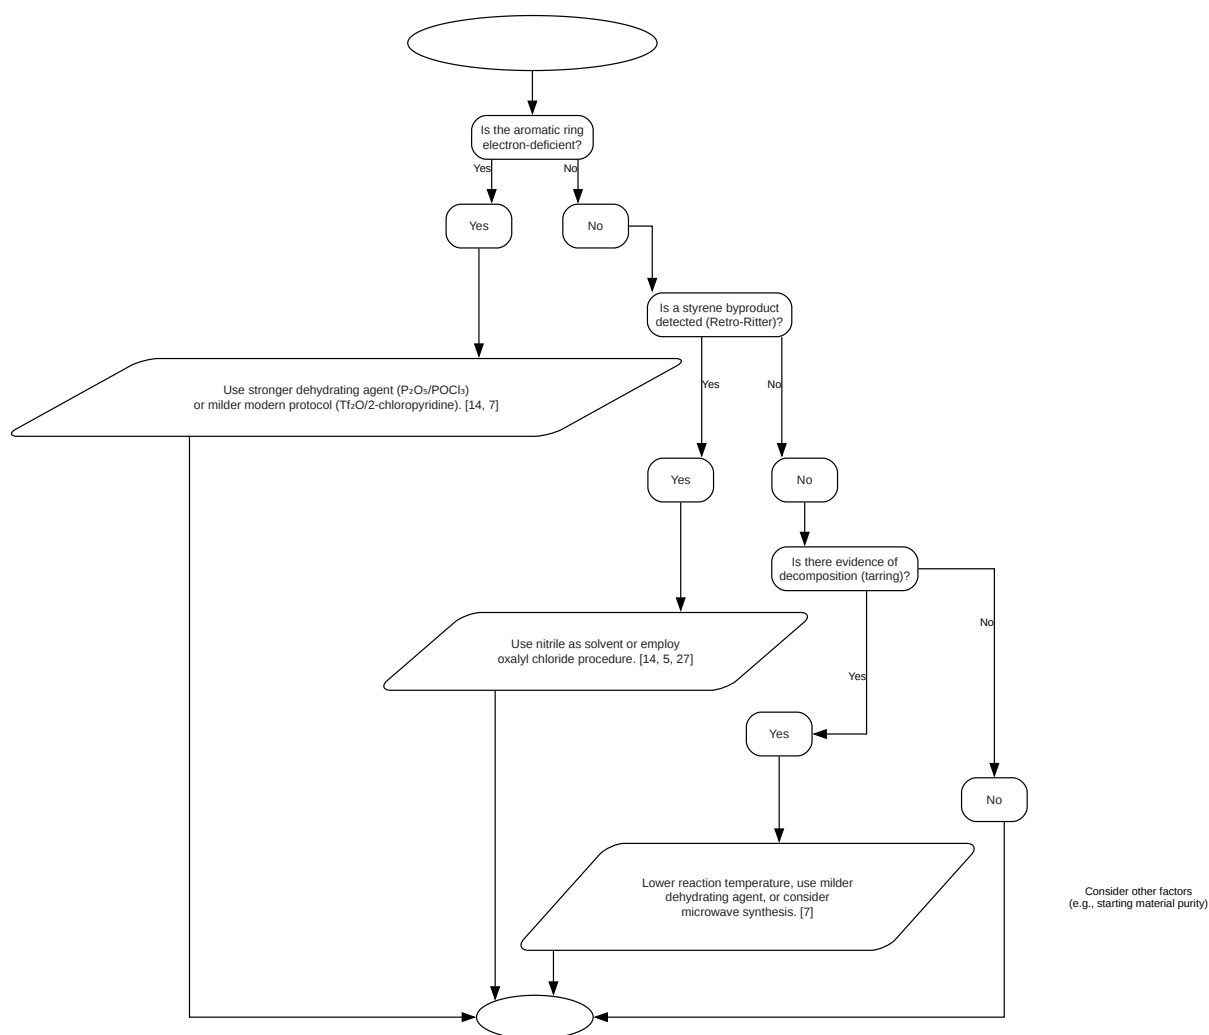 Is the aromatic ring
electron-deficient?
Yes
No
Yes
No
Is a styrene byproduct
detected (Retro-Ritter)?
Use stronger dehydrating agent (P₂O₅/POCl₃)
or milder modern protocol (Tf₂O/2-chloropyridine). [14, 7]
Yes
No
Yes
No
Is there evidence of
decomposition (tarring)?
No
Use nitrile as solvent or employ
oxalyl chloride procedure. [14, 5, 27]
Yes
Yes
No
Lower reaction temperature, use milder
dehydrating agent, or consider
microwave synthesis. [7]
Consider other factors
(e.g., starting material purity)